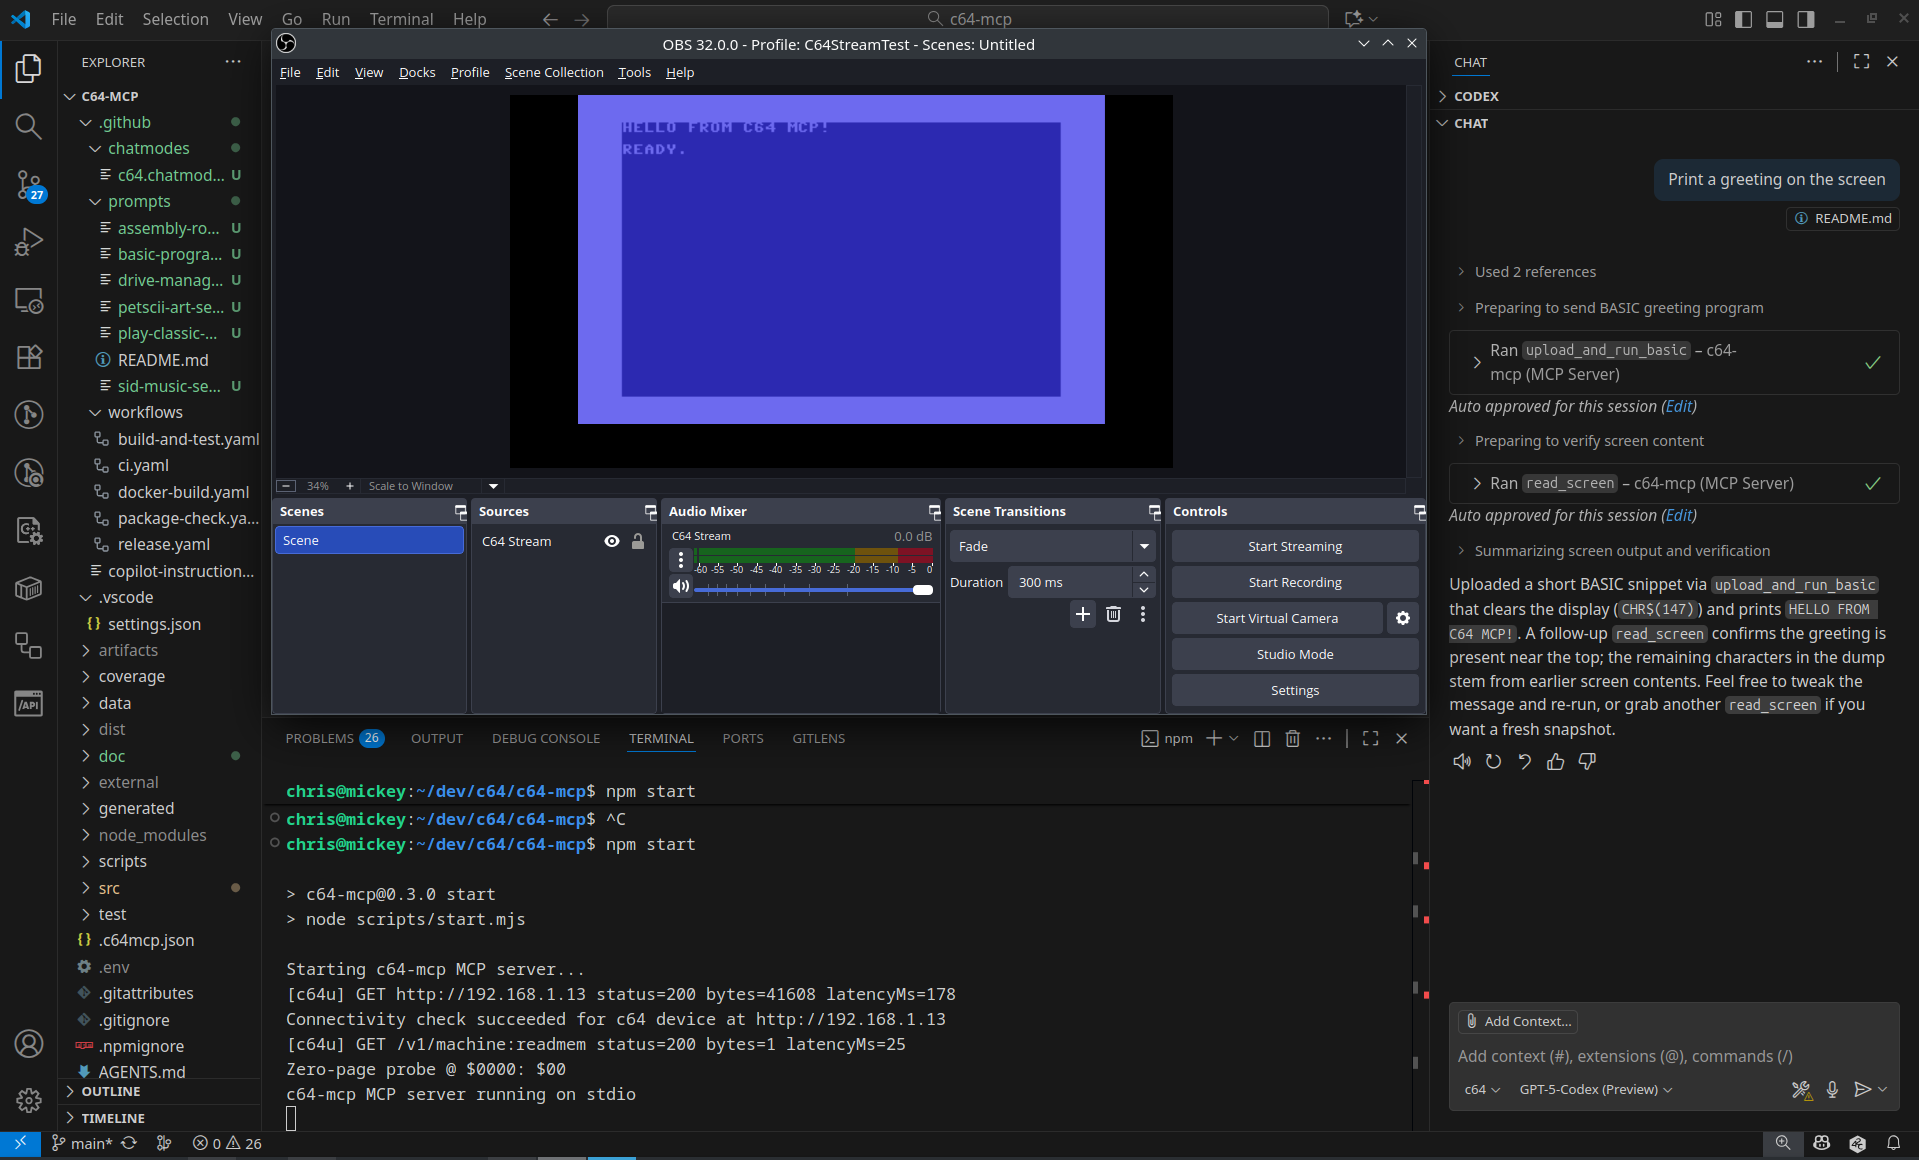 File Edit Selection View Go Run Terminal Help
c64-mcp
EXPLORER
C64-MCP
.github
chatmodes
c64.chatmod... U
prompts
assembly-ro... U
basic-progra... U
drive-manag... U
petscii-art-se... U
play-classic-... U
README.md
sid-music-se... U
workflows
build-and-test.yaml
ci.yaml
docker-build.yaml
package-check.ya...
release.yaml
copilot-instruction...
.vscode
{} settings.json
artifacts
coverage
data
dist
doc
external
generated
node_modules
scripts
src
test
{} .c64mcp.json
.env
.gitattributes
.gitignore
.npmignore
AGENTS.md
OUTLINE
TIMELINE
27
/API
OBS 32.0.0 - Profile: C64StreamTest - Scenes: Untitled
File Edit View Docks Profile Scene Collection Tools Help
HELLO FROM C64 MCP!
READY.
34% + Scale to Window
Scenes
Scene
Sources
C64 Stream
Audio Mixer
C64 Stream 0.0 dB
-60 -55 -50 -45 -40 -35 -30 -25 -20 -15 -10 -5 0
Scene Transitions
Fade
Duration 300 ms
Controls
Start Streaming
Start Recording
Start Virtual Camera
Studio Mode
Settings
PROBLEMS 26 OUTPUT DEBUG CONSOLE TERMINAL PORTS GITLENS
npm
chris@mickey:~/dev/c64/c64-mcp$ npm start
chris@mickey:~/dev/c64/c64-mcp$ ^C
chris@mickey:~/dev/c64/c64-mcp$ npm start
> c64-mcp@0.3.0 start
> node scripts/start.mjs
Starting c64-mcp MCP server...
[c64u] GET http://192.168.1.13 status=200 bytes=41608 latencyMs=178
Connectivity check succeeded for c64 device at http://192.168.1.13
[c64u] GET /v1/machine:readmem status=200 bytes=1 latencyMs=25
Zero-page probe @ $0000: $00
c64-mcp MCP server running on stdio
CHAT
CODEX
CHAT
Print a greeting on the screen
README.md
Used 2 references
Preparing to send BASIC greeting program
Ran upload_and_run_basic – c64-
mcp (MCP Server)
Auto approved for this session (Edit)
Preparing to verify screen content
Ran read_screen – c64-mcp (MCP Server)
Auto approved for this session (Edit)
Summarizing screen output and verification
Uploaded a short BASIC snippet via upload_and_run_basic
that clears the display (CHR$(147)) and prints HELLO FROM
C64 MCP!. A follow-up read_screen confirms the greeting is
present near the top; the remaining characters in the dump
stem from earlier screen contents. Feel free to tweak the
message and re-run, or grab another read_screen if you
want a fresh snapshot.
Add Context...
Add context (#), extensions (@), commands (/)
c64 GPT-5-Codex (Preview)
main* 0 26